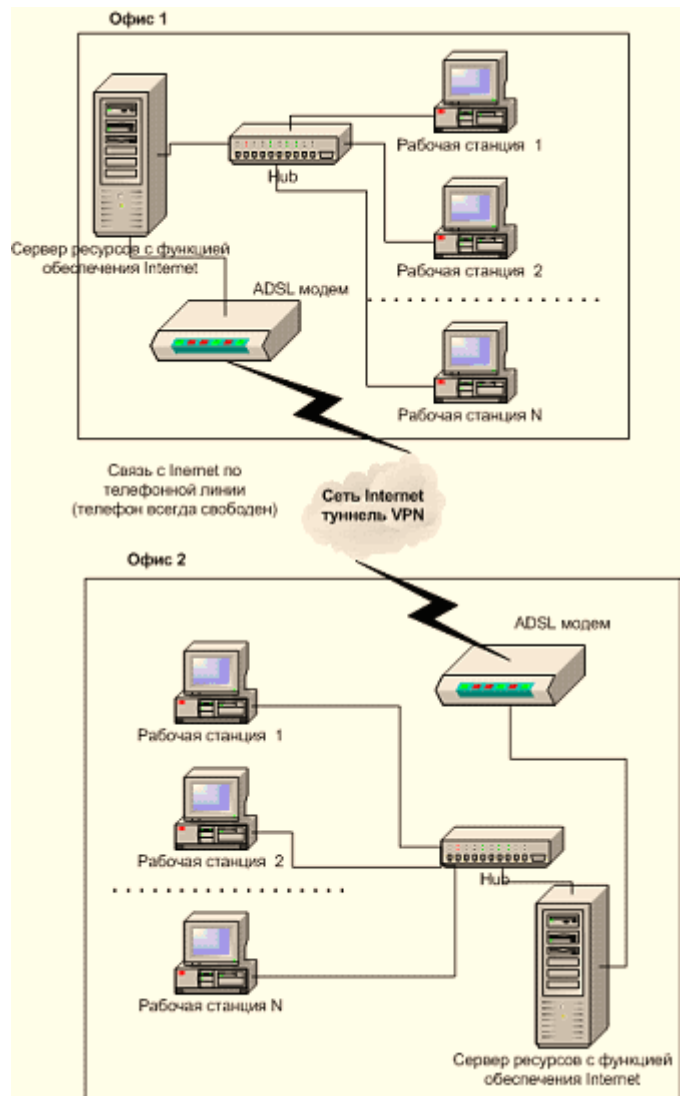 Офис 1
Рабочая станция 1
Hub
Рабочая станция 2
Сервер ресурсов с функцией
обеспечения Internet
ADSL модем
Рабочая станция N
Связь с Inernet по
телефонной линии
(телефон всегда свободен)
Сеть Internet
туннель VPN
Офис 2
ADSL модем
Рабочая станция 1
Рабочая станция 2
Hub
Рабочая станция N
Сервер ресурсов с функцией
обеспечения Internet